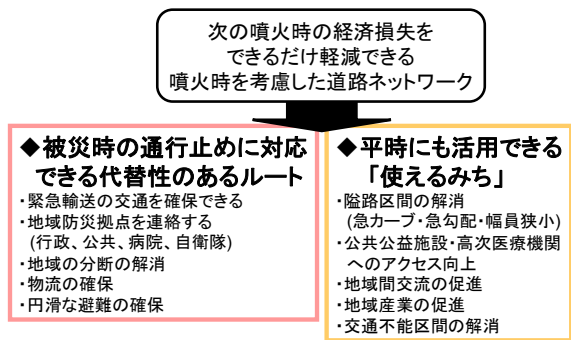 次の噴火時の経済損失を
できるだけ軽減できる
噴火時を考慮した道路ネットワーク
◆被災時の通行止めに対応
できる代替性のあるルート
・緊急輸送の交通を確保できる
・地域防災拠点を連絡する
(行政、公共、病院、自衛隊)
・地域の分断の解消
・物流の確保
・円滑な避難の確保
◆平時にも活用できる
「使えるみち」
・隘路区間の解消
(急カーブ・急勾配・幅員狭小)
・公共公益施設・高次医療機関
へのアクセス向上
・地域間交流の促進
・地域産業の促進
・交通不能区間の解消